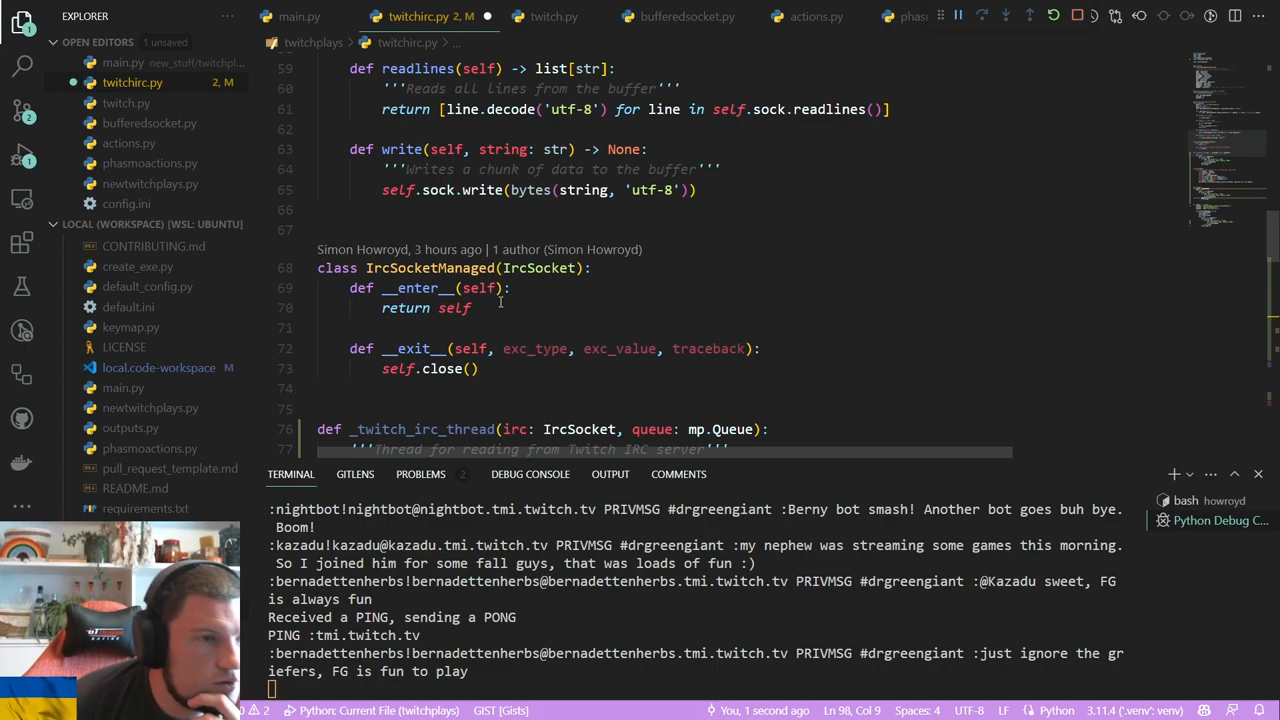 EXPLORER ...
OPEN EDITORS 1 unsaved
main.py new_stuff/twitchpl...
twitchirc.py 2, M
twitch.py
bufferedsocket.py
actions.py
phasmoactions.py
newtwitchplays.py
config.ini
LOCAL (WORKSPACE) [WSL: UBUNTU]
CONTRIBUTING.md
create_exe.py
default_config.py
default.ini
keymap.py
LICENSE
local.code-workspace M
main.py
newtwitchplays.py
outputs.py
phasmoactions.py
pull_request_template.md
README.md
requirements.txt
main.py twitchirc.py 2, M twitch.py bufferedsocket.py actions.py phas
twitchplays > twitchirc.py > ...
59 def readlines(self) -> list[str]:
60 '''Reads all lines from the buffer'''
61 return [line.decode('utf-8') for line in self.sock.readlines()]
62
63 def write(self, string: str) -> None:
64 '''Writes a chunk of data to the buffer'''
65 self.sock.write(bytes(string, 'utf-8'))
66
67
Simon Howroyd, 3 hours ago | 1 author (Simon Howroyd)
68 class IrcSocketManaged(IrcSocket):
69 def __enter__(self):
70 return self
71
72 def __exit__(self, exc_type, exc_value, traceback):
73 self.close()
74
75
76 def _twitch_irc_thread(irc: IrcSocket, queue: mp.Queue):
77 '''Thread for reading from Twitch IRC server'''
TERMINAL GITLENS PROBLEMS 2 DEBUG CONSOLE OUTPUT COMMENTS
:nightbot!nightbot@nightbot.tmi.twitch.tv PRIVMSG #drgreengiant :Berny bot smash! Another bot goes buh bye.
Boom!
:kazadu!kazadu@kazadu.tmi.twitch.tv PRIVMSG #drgreengiant :my nephew was streaming some games this morning.
So I joined him for some fall guys, that was loads of fun :)
:bernadettenherbs!bernadettenherbs@bernadettenherbs.tmi.twitch.tv PRIVMSG #drgreengiant :@Kazadu sweet, FG
is always fun
Received a PING, sending a PONG
PING :tmi.twitch.tv
:bernadettenherbs!bernadettenherbs@bernadettenherbs.tmi.twitch.tv PRIVMSG #drgreengiant :just ignore the gr
iefers, FG is fun to play
bash howroyd
Python Debug C...
0 2 Python: Current File (twitchplays) GIST [Gists] You, 1 second ago Ln 98, Col 9 Spaces: 4 UTF-8 LF Python 3.11.4 ('.venv': venv)